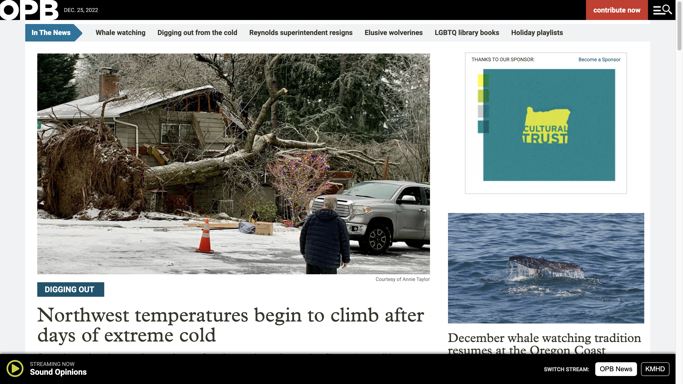 OPB
DEC. 25, 2022
contribute now
In The News
Whale watching
Digging out from the cold
Reynolds superintendent resigns
Elusive wolverines
LGBTQ library books
Holiday playlists
THANKS TO OUR SPONSOR:
Become a Sponsor
CULTURAL
TRUST
Courtesy of Annie Taylor
DIGGING OUT
Northwest temperatures begin to climb after
days of extreme cold
December whale watching tradition
resumes at the Oregon Coast
STREAMING NOW
Sound Opinions
SWITCH STREAM:
OPB News
KMHD